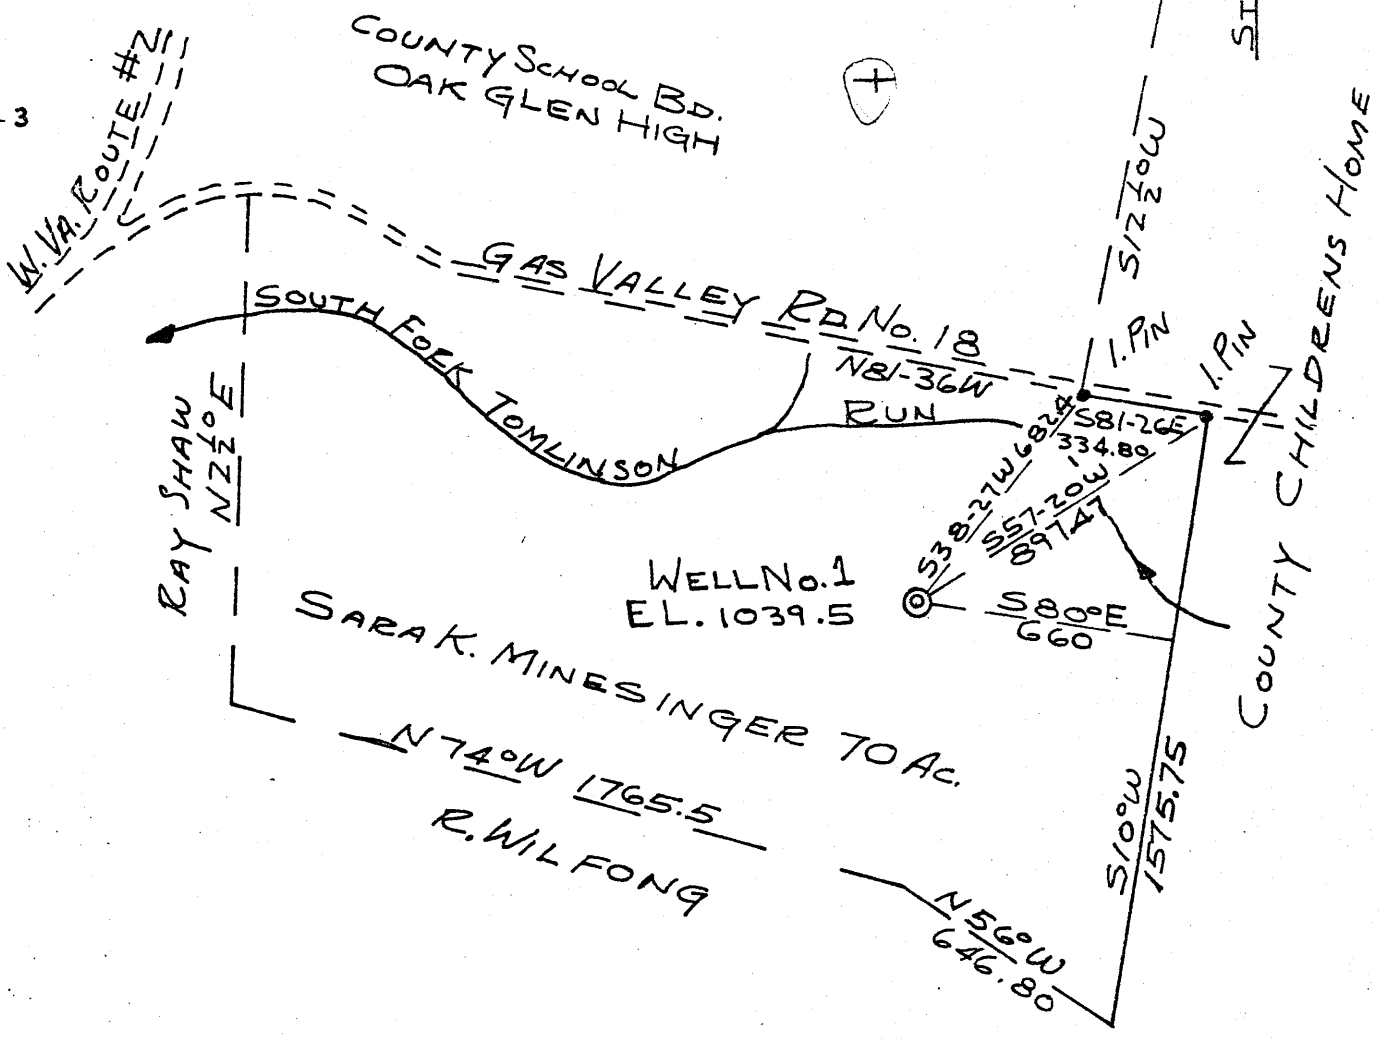 COUNTY SCHOOL BD.
OAK GLEN HIGH
3
W. VA. ROUTE #2
S12½°W
GAS VALLEY RD. No. 18
N81-36W
I. PIN
I. PIN
COUNTY CHILDRENS HOME
SOUTH FORK TOMLINSON RUN
S81-26E
334.80
S38-27W 682.4
S57-20W
897.47
RAY SHAW
N2½°E
WELL No. 1
EL. 1039.5
S80°E
660
SARA K. MINESINGER 70 AC.
N74°W 1765.5
R. WILFONG
S10°W
1575.75
N56°W
646.80